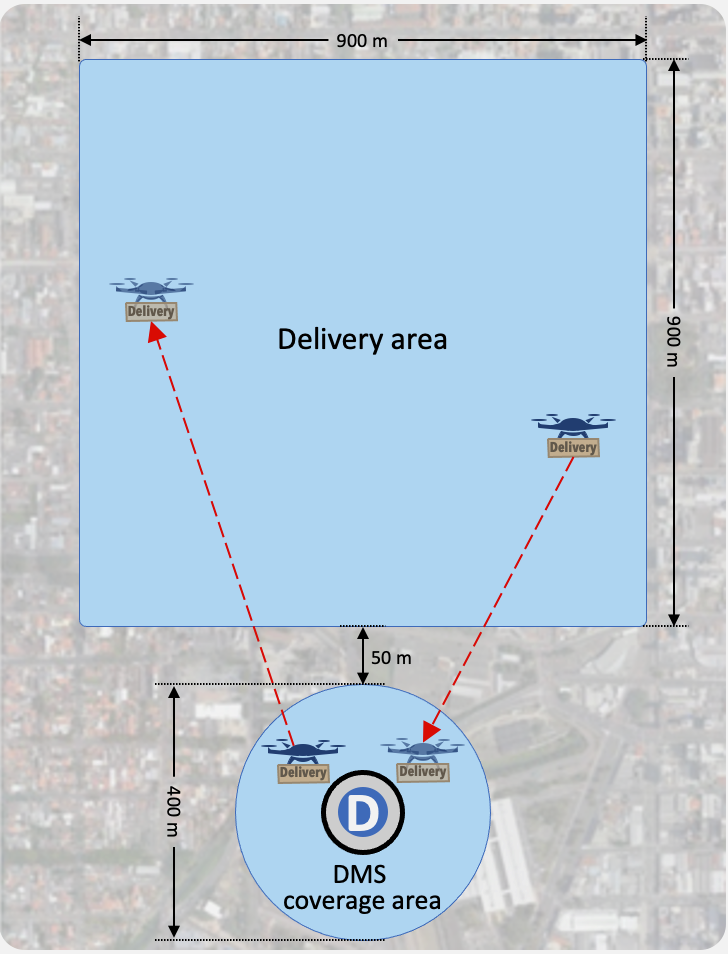 900 m
900 m
Delivery
Delivery area
Delivery
50 m
400 m
Delivery
Delivery
D
DMS
coverage area